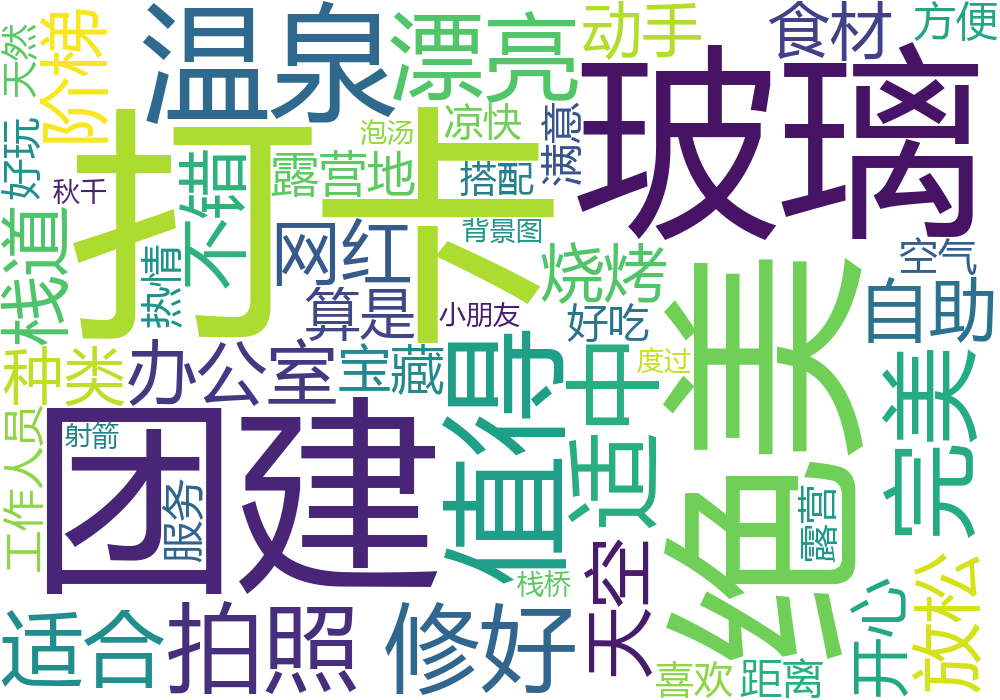 天然
阶梯
温泉
漂亮
动手
食材
方便
玻璃
打卡
好玩
秋千
不错
泡汤
凉快
满意
露营地
搭配
背景图
栈道
热情
网红
算是
小朋友
烧烤
好吃
空气
自助
绝美
种类
办公室
宝藏
值得
适中
度过
完美
工作人员
射箭
团建
服务
露营
栈桥
天空
适合
拍照
修好
喜欢
距离
开心
放松